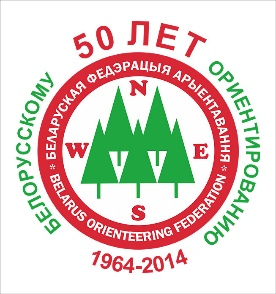 50 ЛЕТ
БЕЛОРУССКОМУ
ОРИЕНТИРОВАНИЮ
* БЕЛАРУСКАЯ ФЕДЭРАЦЫЯ АРЫЕНТАВАННЯ *
N
W E
S
BELARUS ORIENTEERING FEDERATION
1964-2014